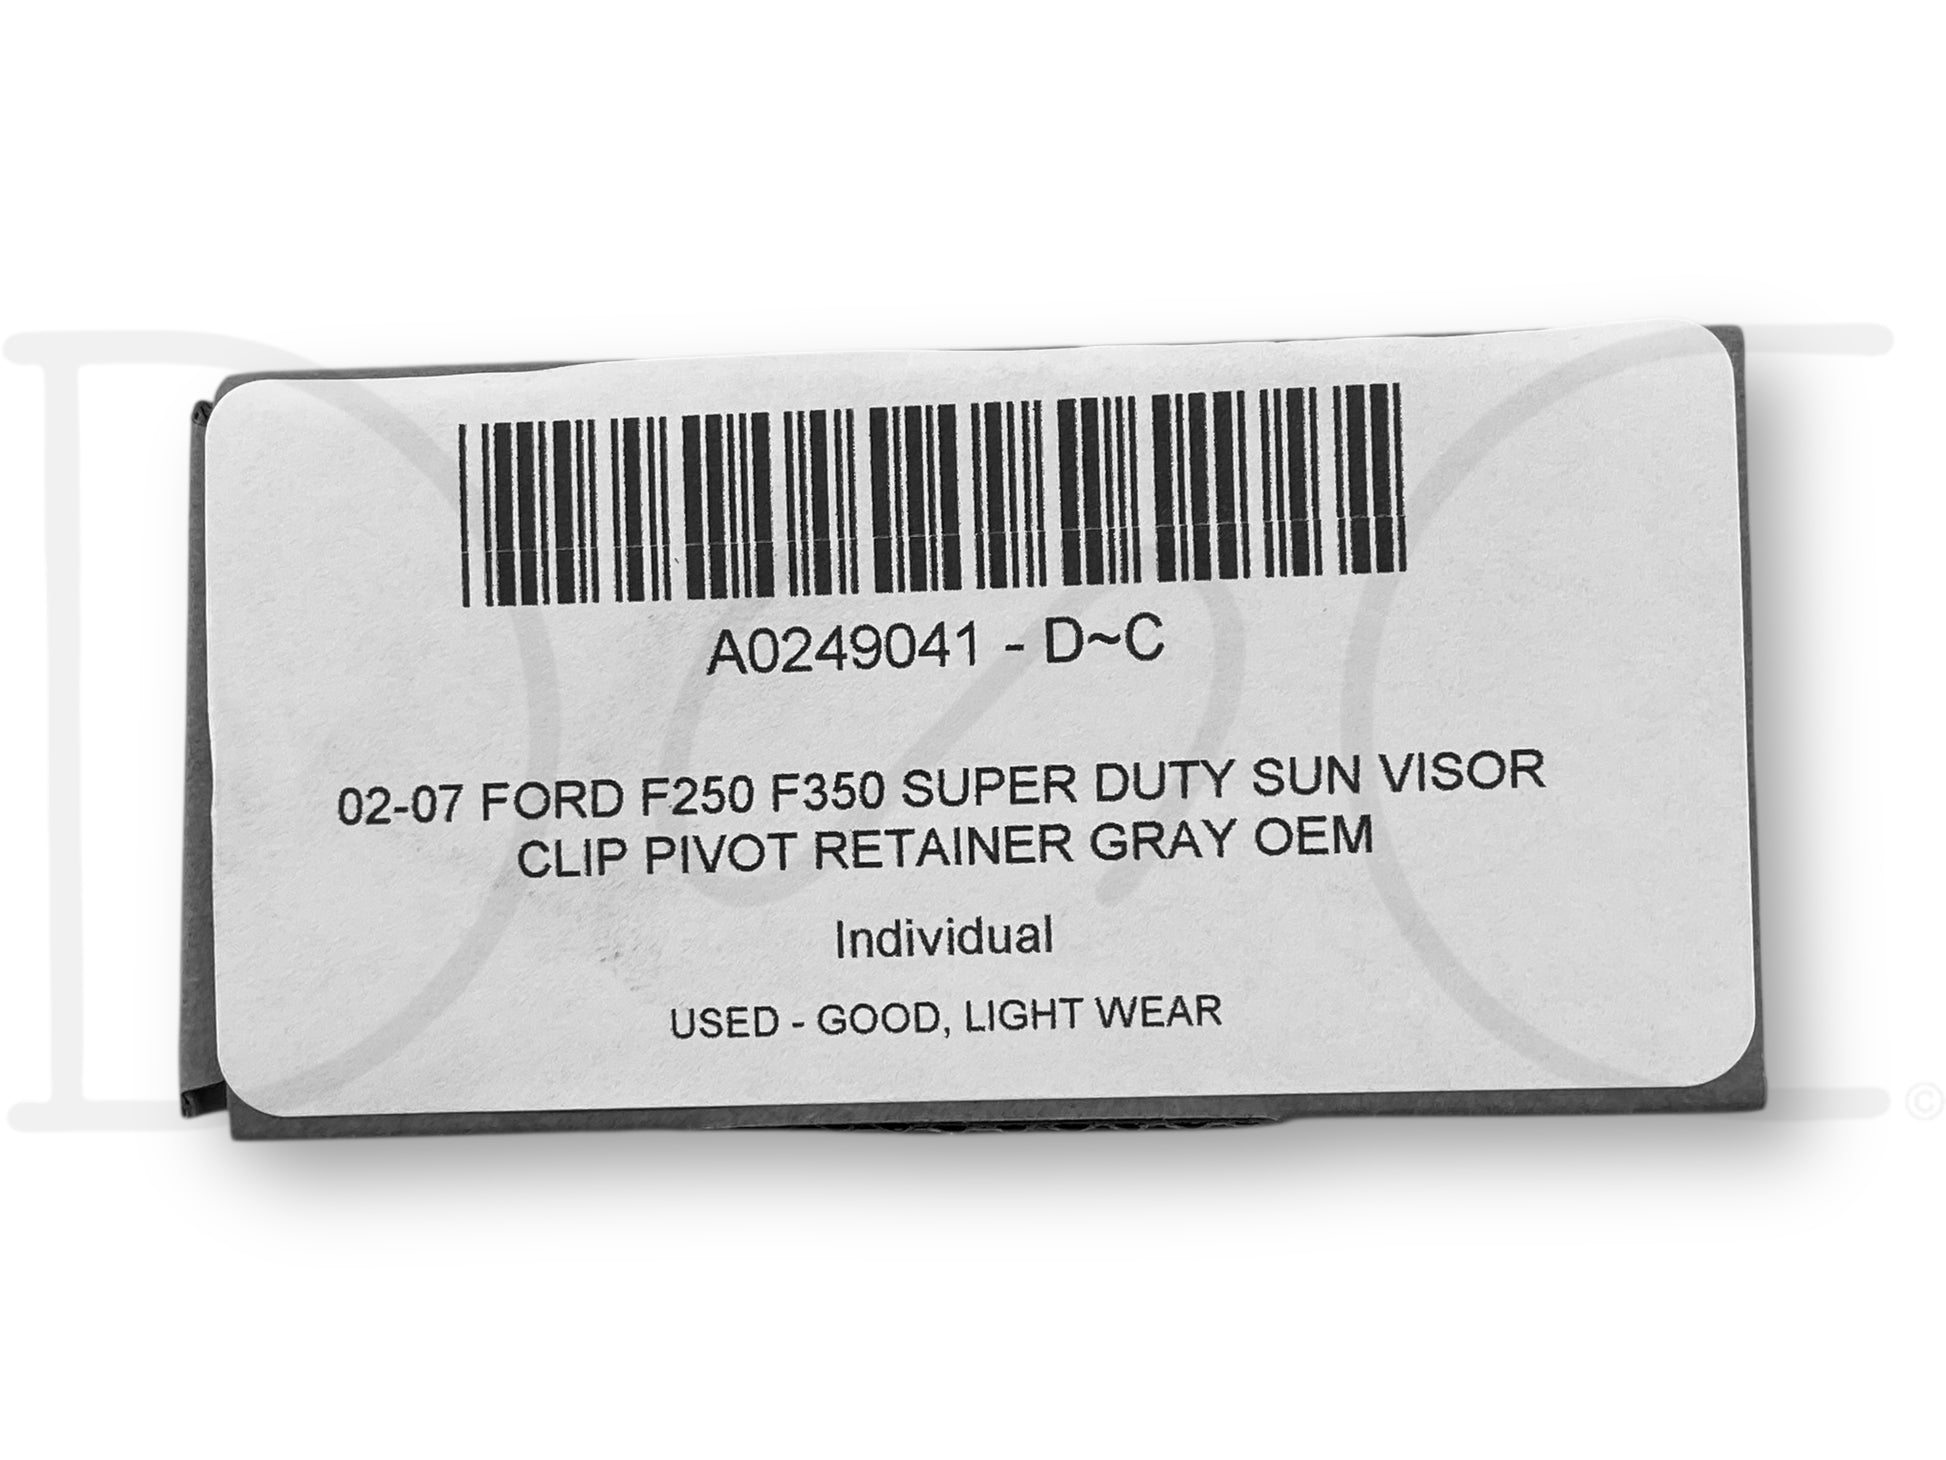 A0249041 - D~C
02-07 FORD F250 F350 SUPER DUTY SUN VISOR
CLIP PIVOT RETAINER GRAY OEM
Individual
USED - GOOD, LIGHT WEAR
D~C
©